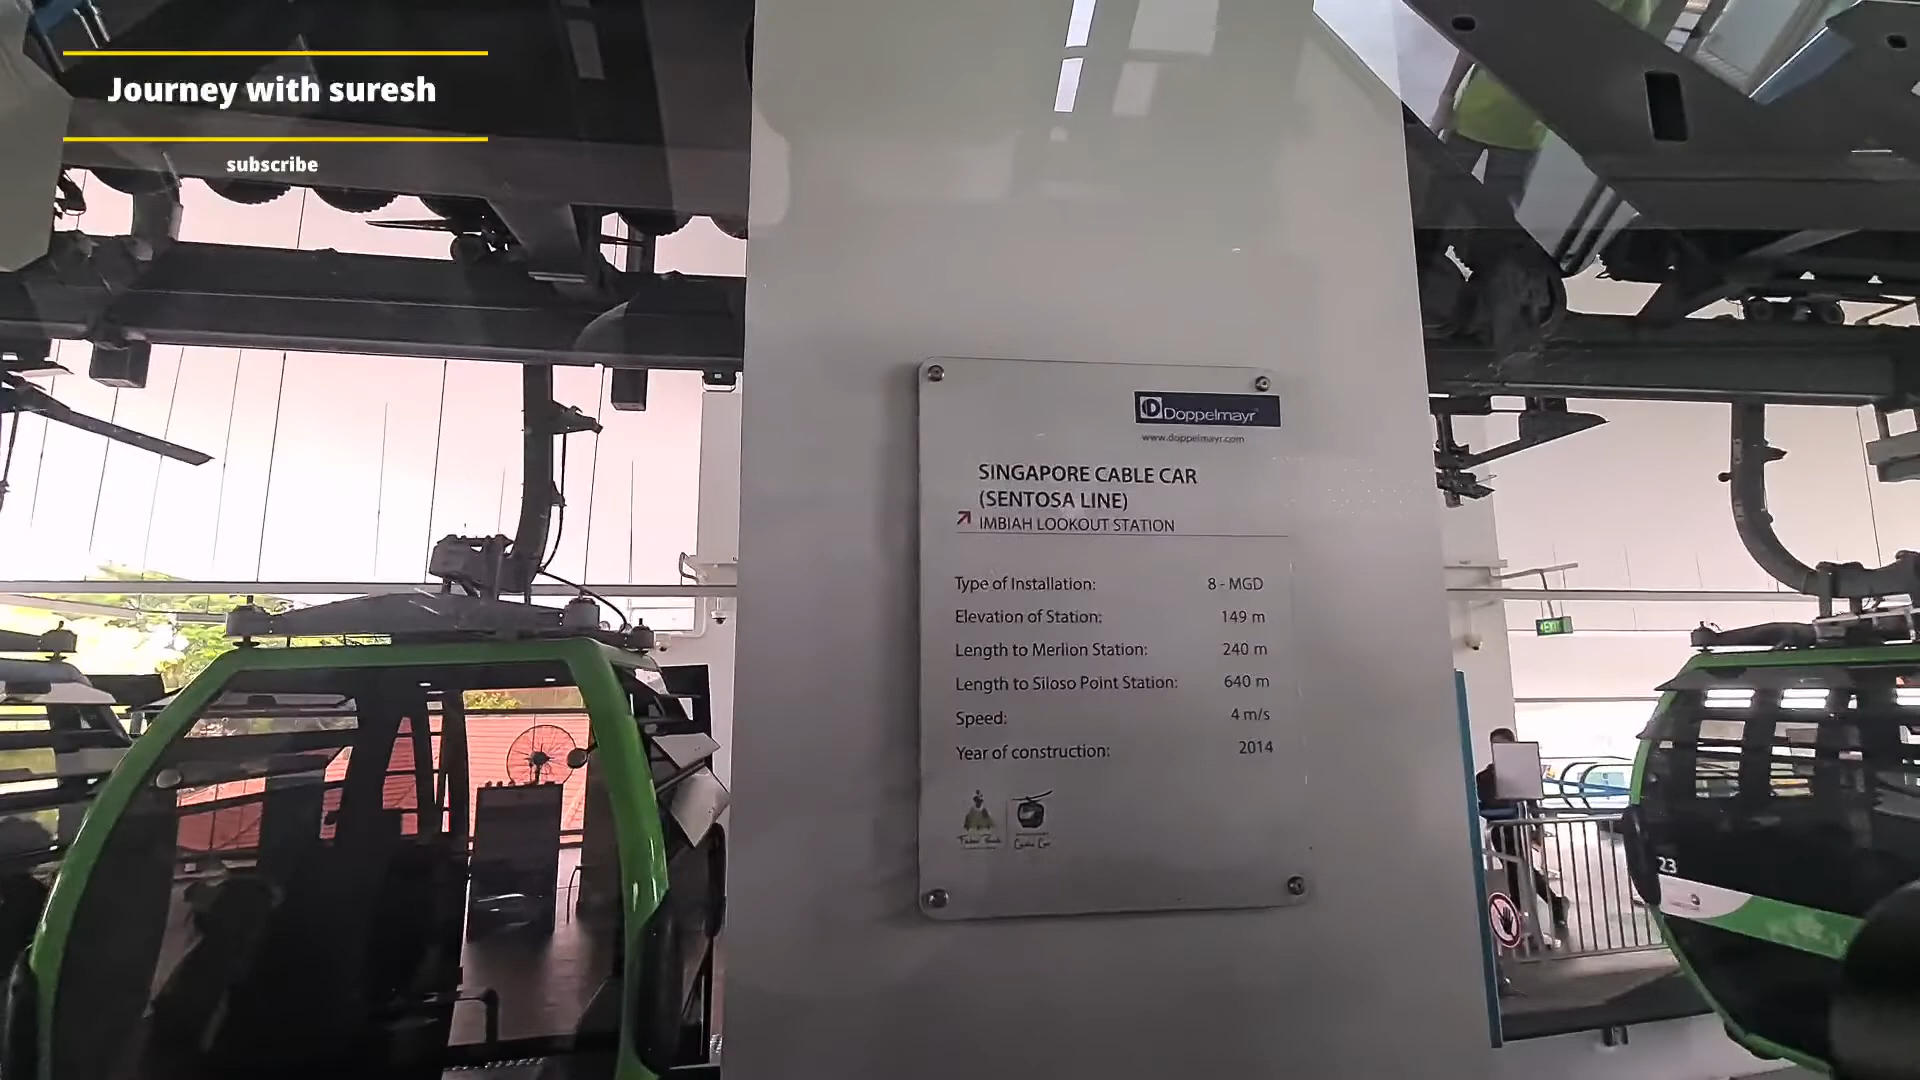 Journey with suresh
subscribe
Doppelmayr
www.doppelmayr.com
SINGAPORE CABLE CAR
(SENTOSA LINE)
IMBIAH LOOKOUT STATION
Type of Installation: 8 - MGD
Elevation of Station: 149 m
Length to Merlion Station: 240 m
Length to Siloso Point Station: 640 m
Speed: 4 m/s
Year of construction: 2014
Cable Car
EXIT
23